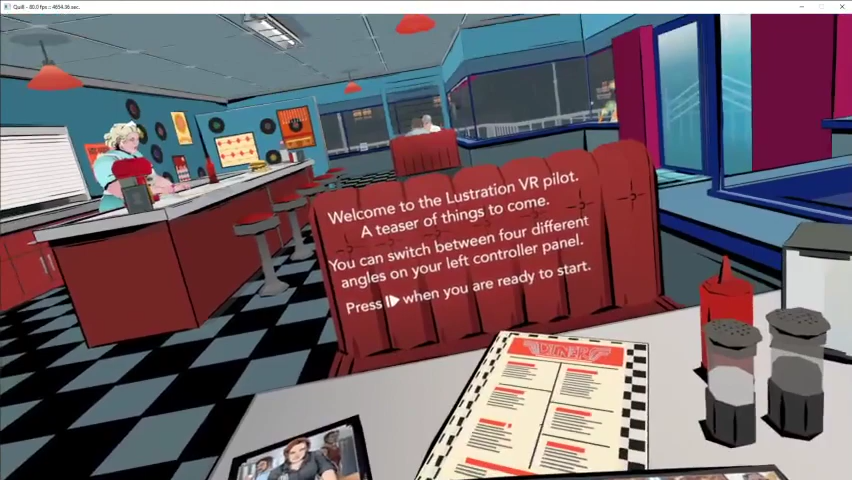 Quill - 80.0 fps :: 4654.36 sec.
Welcome to the Lustration VR pilot.
A teaser of things to come.
You can switch between four different
angles on your left controller panel.
Press when you are ready to start.
DINER